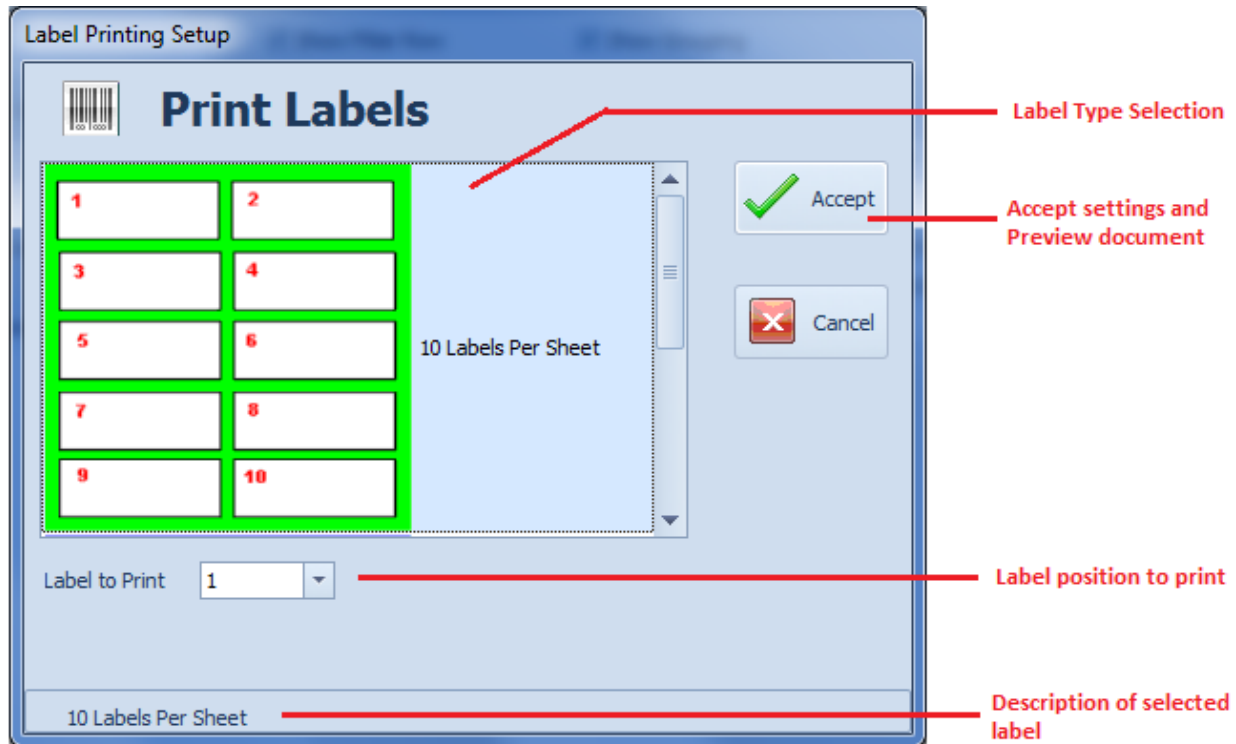 Label Printing Setup
Print Labels
Label Type Selection
1 2
Accept
Accept settings and
Preview document
3 4
5 6
10 Labels Per Sheet
Cancel
7 8
9 10
Label to Print 1
Label position to print
10 Labels Per Sheet
Description of selected
label